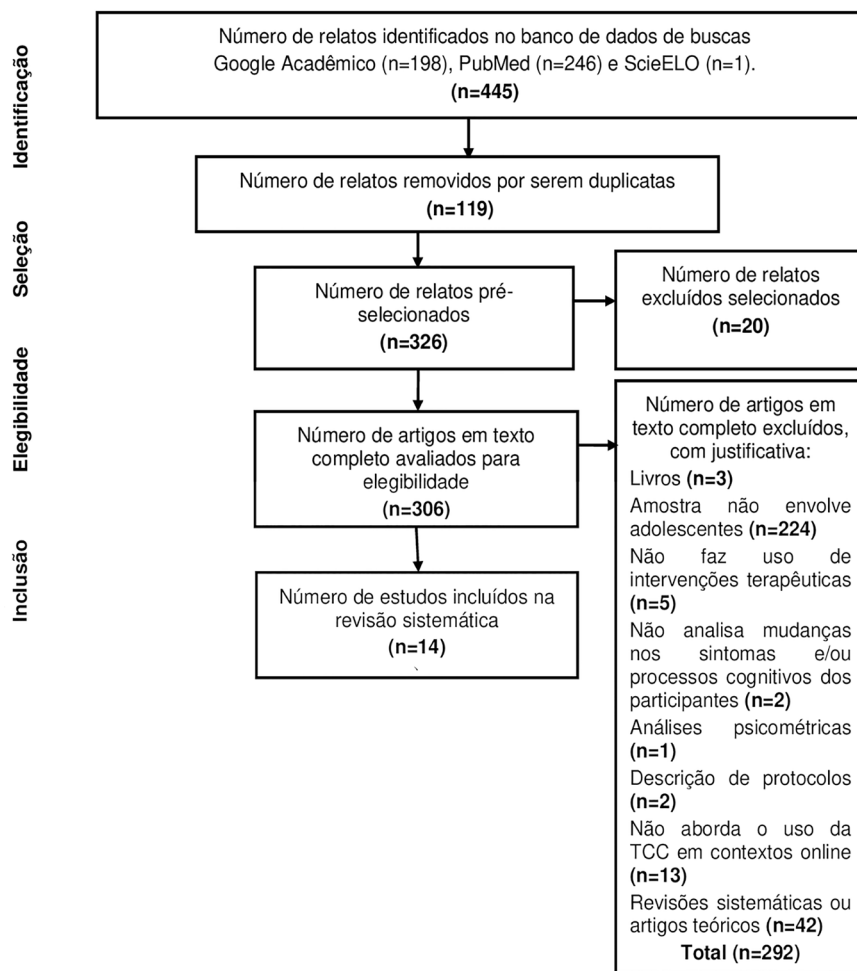 Identificação
Número de relatos identificados no banco de dados de buscas
Google Acadêmico (n=198), PubMed (n=246) e ScieELO (n=1).
(n=445)
Número de relatos removidos por serem duplicatas
(n=119)
Seleção
Número de relatos pré-
selecionados
(n=326)
Número de relatos
excluídos selecionados
(n=20)
Elegibilidade
Número de artigos em texto
completo avaliados para
elegibilidade
(n=306)
Número de artigos em
texto completo excluídos,
com justificativa:
Livros (n=3)
Amostra não envolve
adolescentes (n=224)
Não faz uso de
intervenções terapêuticas
(n=5)
Não analisa mudanças
nos sintomas e/ou
processos cognitivos dos
participantes (n=2)
Análises psicométricas
(n=1)
Descrição de protocolos
(n=2)
Não aborda o uso da
TCC em contextos online
(n=13)
Revisões sistemáticas ou
artigos teóricos (n=42)
Total (n=292)
Inclusão
Número de estudos incluídos na
revisão sistemática
(n=14)